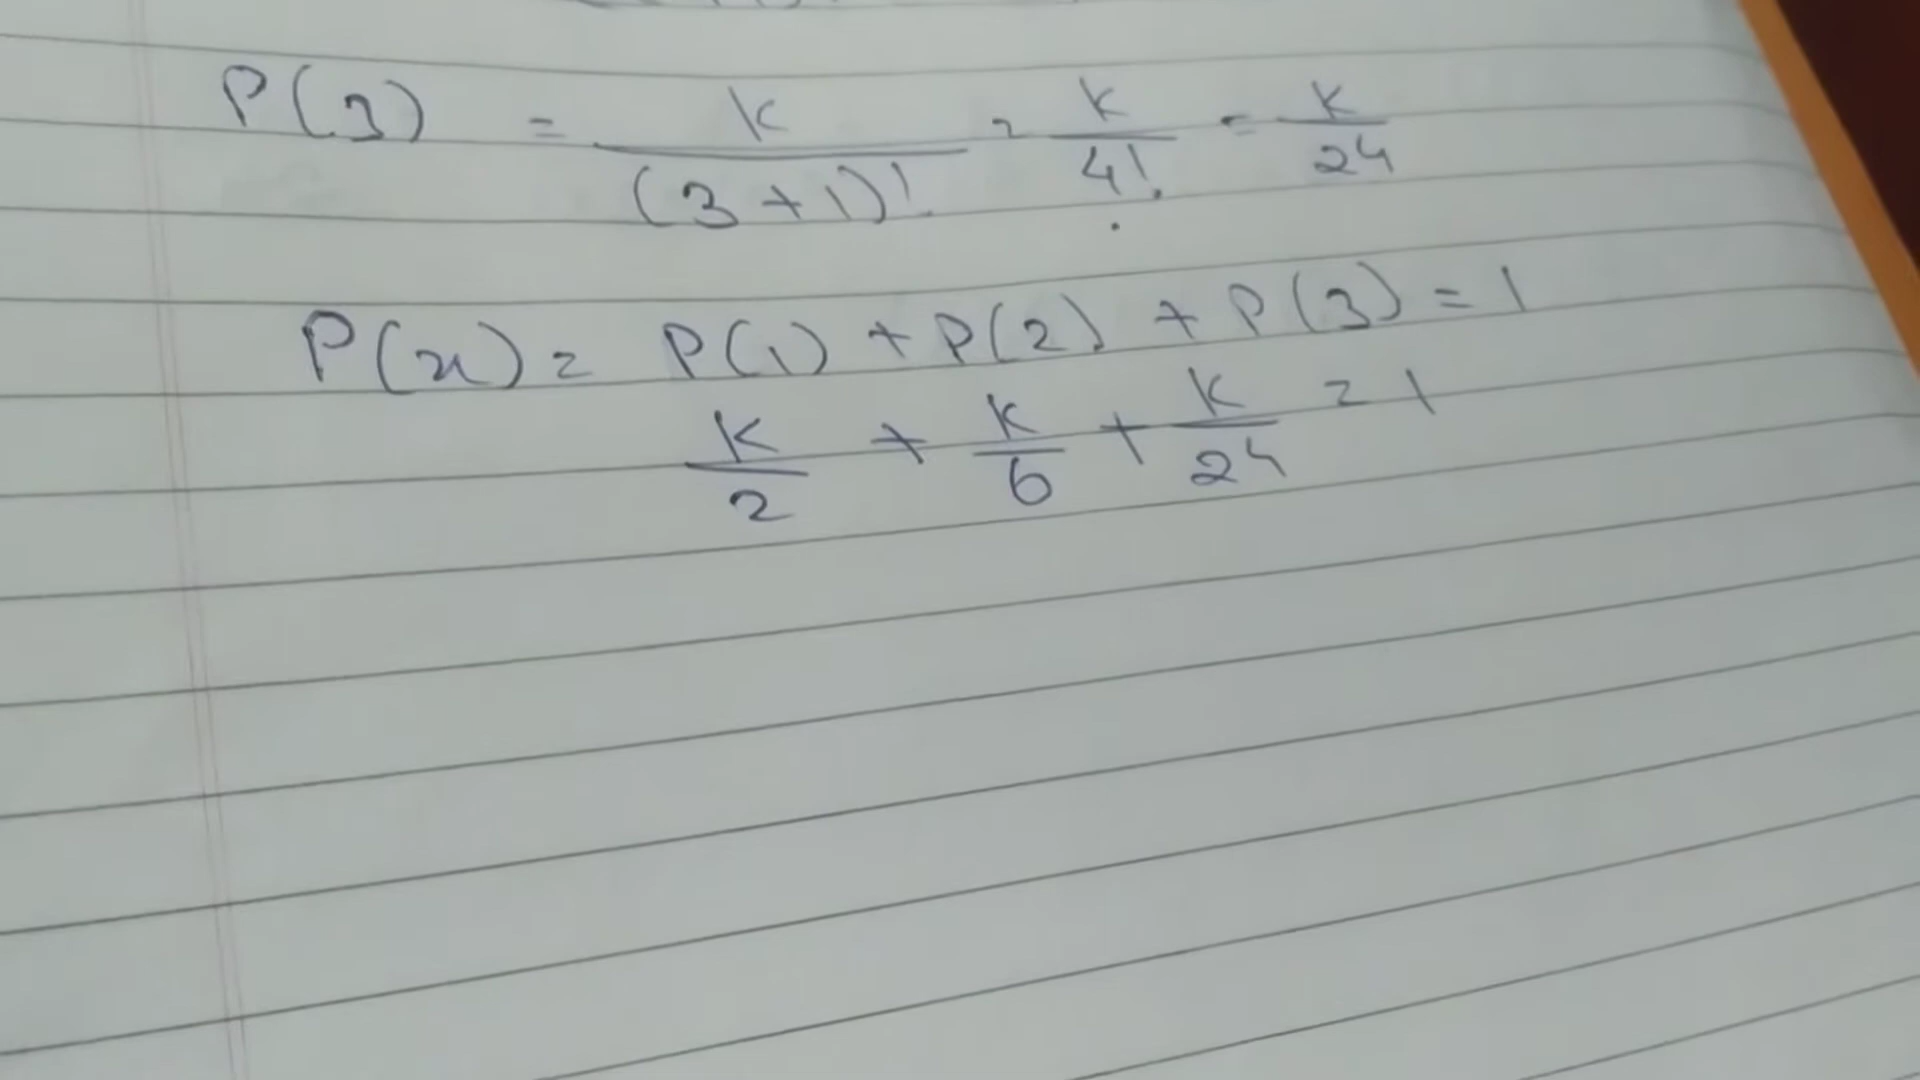 P(3) = k/(3+1)! = k/4! = k/24
P(x) = P(1) + P(2) + P(3) = 1
k/2 + k/6 + k/24 = 1